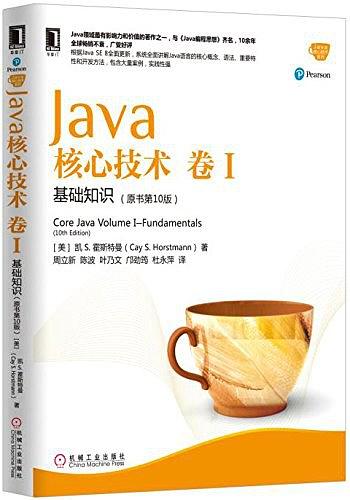 Java领域最有影响力和价值的著作之一，与《Java编程思想》齐名，10余年
全球畅销不衰，广受好评
根据Java SE 8全面更新，系统全面讲解Java语言的核心概念、语法、重要特
性和开发方法，包含大量案例，实践性强
Pearson
Java
核心技术 卷 I
基础知识（原书第10版）
Core Java Volume I–Fundamentals
(10th Edition)
[美] 凯 S. 霍斯特曼（Cay S. Horstmann）著
周立新 陈波 叶乃文 邝劲筠 杜永萍 译
机械工业出版社
China Machine Press
Pearson
Java
核心技术 卷 I
基础知识（原书第10版）
[美] 凯 S. 霍斯特曼
(Cay S. Horstmann) 著
机械工业出版社
China Machine Press